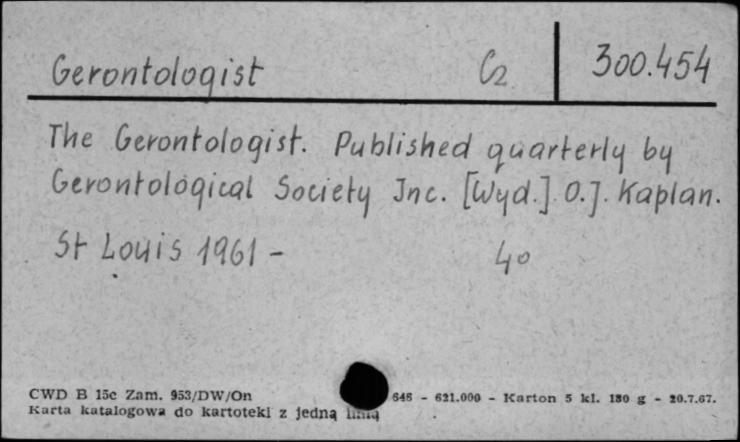 Gerontologist C2 300.454
The Gerontologist. Published quarterly by
Gerontological Society Inc. [Wyd.] O.J. Kaplan.
St Louis 1961 - 4°
CWD B 15c Zam. 953/DW/On 646 - 621.000 - Karton 5 kl. 180 g - 20.7.67.
Karta katalogowa do kartoteki z jedną linią